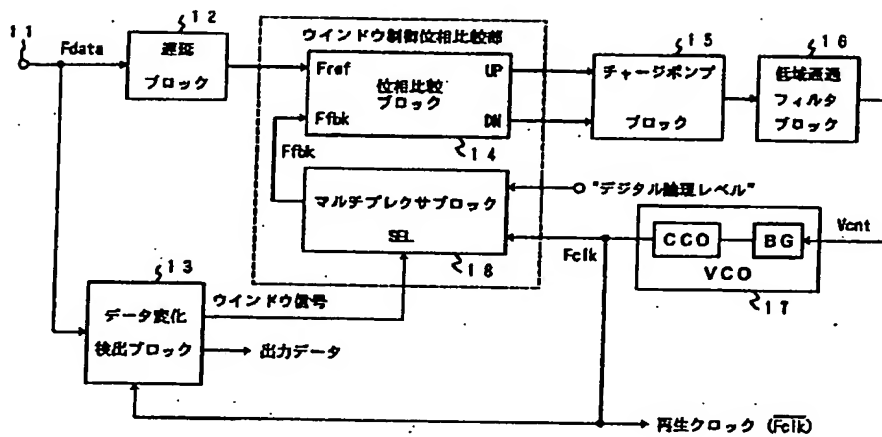 11
Fdata
12
遅延
ブロック
ウインドウ制御位相比較部
Fref
位相比較
ブロック
UP
Ffbk
DN
14
Ffbk
15
チャージポンプ
ブロック
16
低域通過
フィルタ
ブロック
マルチプレクサブロック
SEL
18
"デジタル論理レベル"
Fclk
CCO
BG
VCO
17
Vcnt
13
データ変化
検出ブロック
ウインドウ信号
出力データ
再生クロック (Fclk)